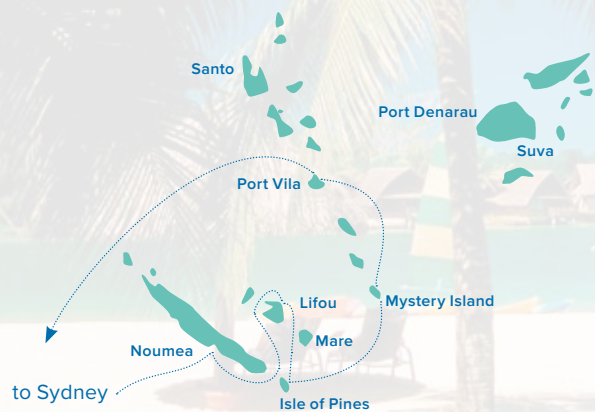 Santo
Port Denarau
Suva
Port Vila
Lifou
Mystery Island
Mare
Noumea
to Sydney
Isle of Pines